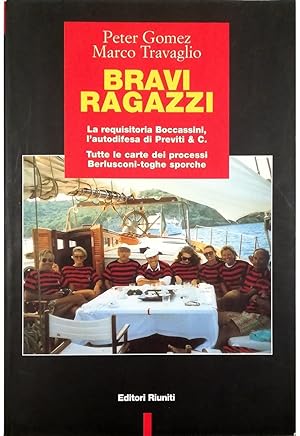 Peter Gomez
Marco Travaglio
BRAVI
RAGAZZI
La requisitoria Boccassini,
l'autodifesa di Previti & C.
Tutte le carte dei processi
Berlusconi-toghe sporche
Editori Riuniti